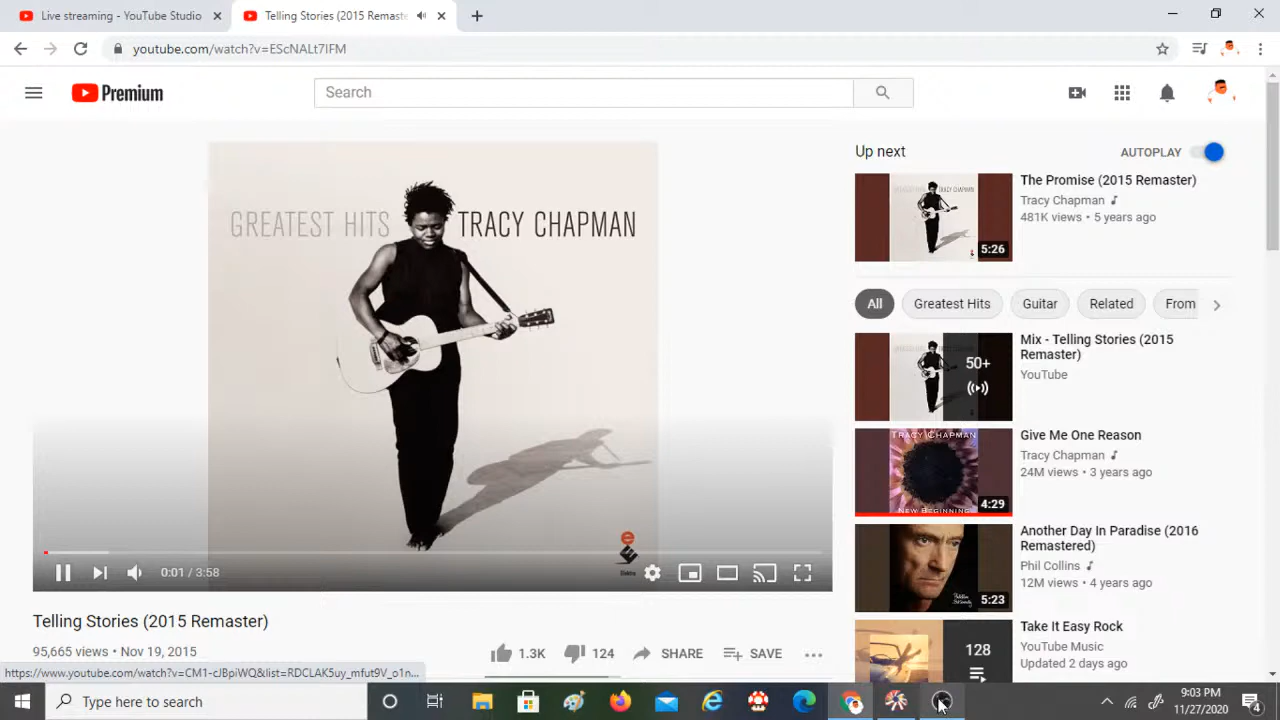 Live streaming - YouTube Studio
Telling Stories (2015 Remaste
youtube.com/watch?v=EScNALt7IFM
Premium
Search
GREATEST HITS TRACY CHAPMAN
0:01 / 3:58
Telling Stories (2015 Remaster)
95,665 views • Nov 19, 2015
1.3K
124
SHARE
SAVE
Up next
AUTOPLAY
The Promise (2015 Remaster)
Tracy Chapman
481K views • 5 years ago
5:26
All
Greatest Hits
Guitar
Related
From
Mix - Telling Stories (2015
Remaster)
YouTube
50+
Give Me One Reason
Tracy Chapman
24M views • 3 years ago
TRACY CHAPMAN
NEW BEGINNING
4:29
Another Day In Paradise (2016
Remastered)
Phil Collins
12M views • 4 years ago
5:23
Take It Easy Rock
YouTube Music
Updated 2 days ago
128
https://www.youtube.com/watch?v=CM1-cJBpiWQ&list=RDCLAK5uy_mfut9V_o1n...
Type here to search
9:03 PM
11/27/2020
4